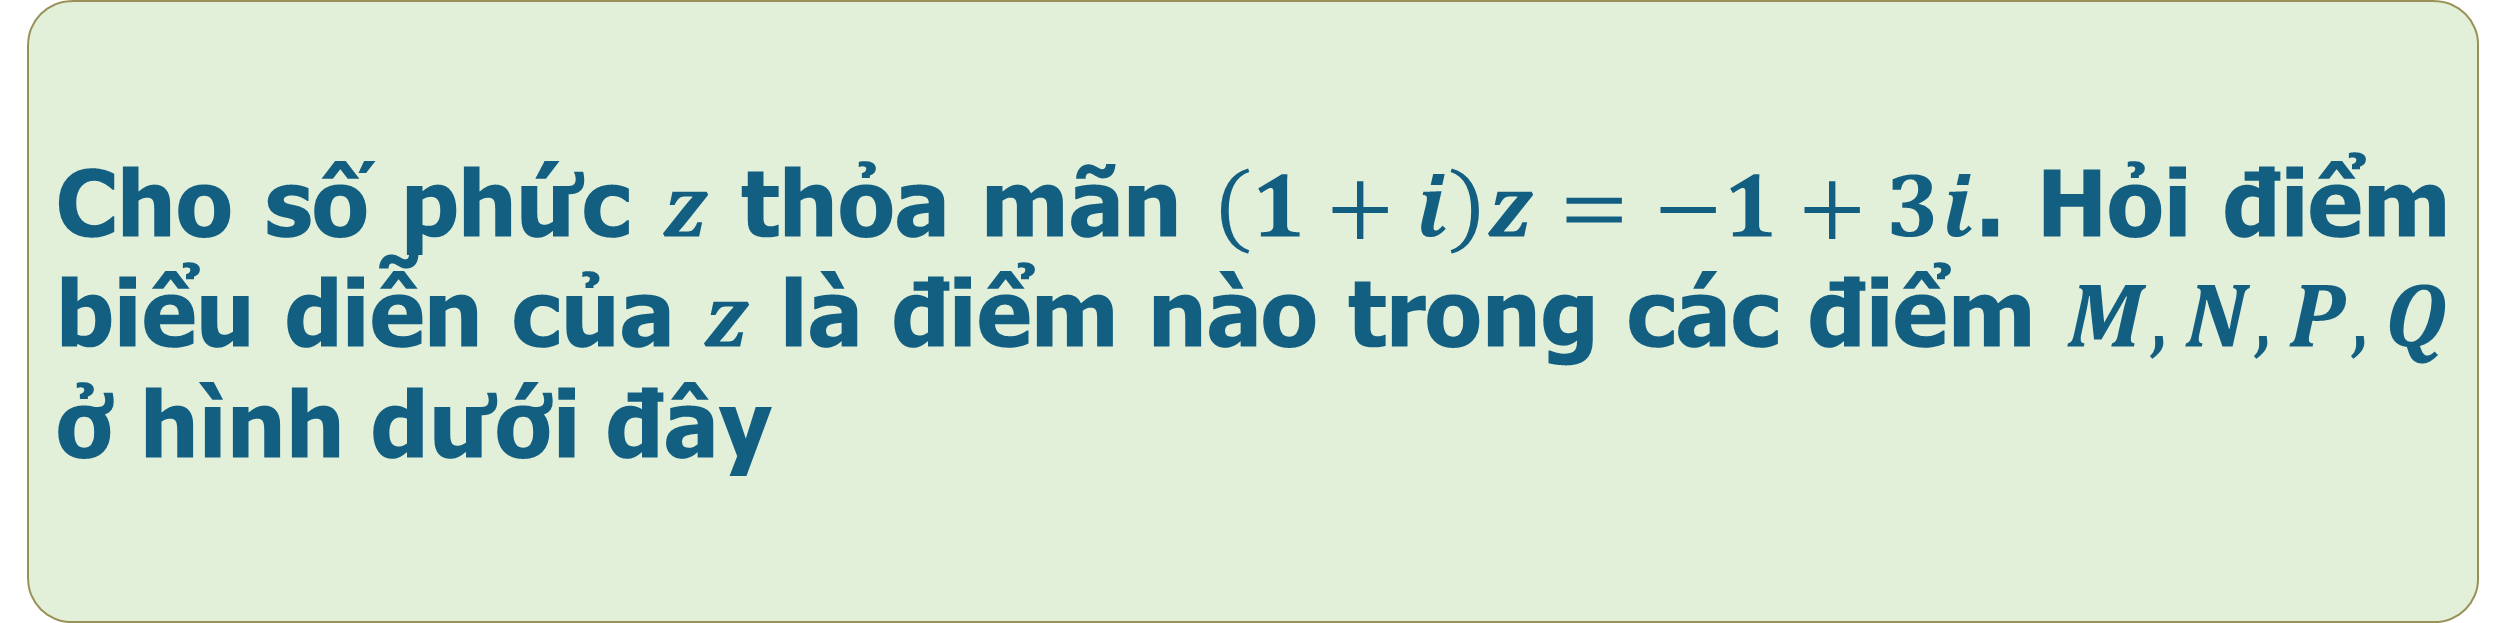 Cho số phức z thỏa mãn (1 + i)z = −1 + 3i. Hỏi điểm
biểu diễn của z là điểm nào trong các điểm M, N, P, Q
ở hình dưới đây